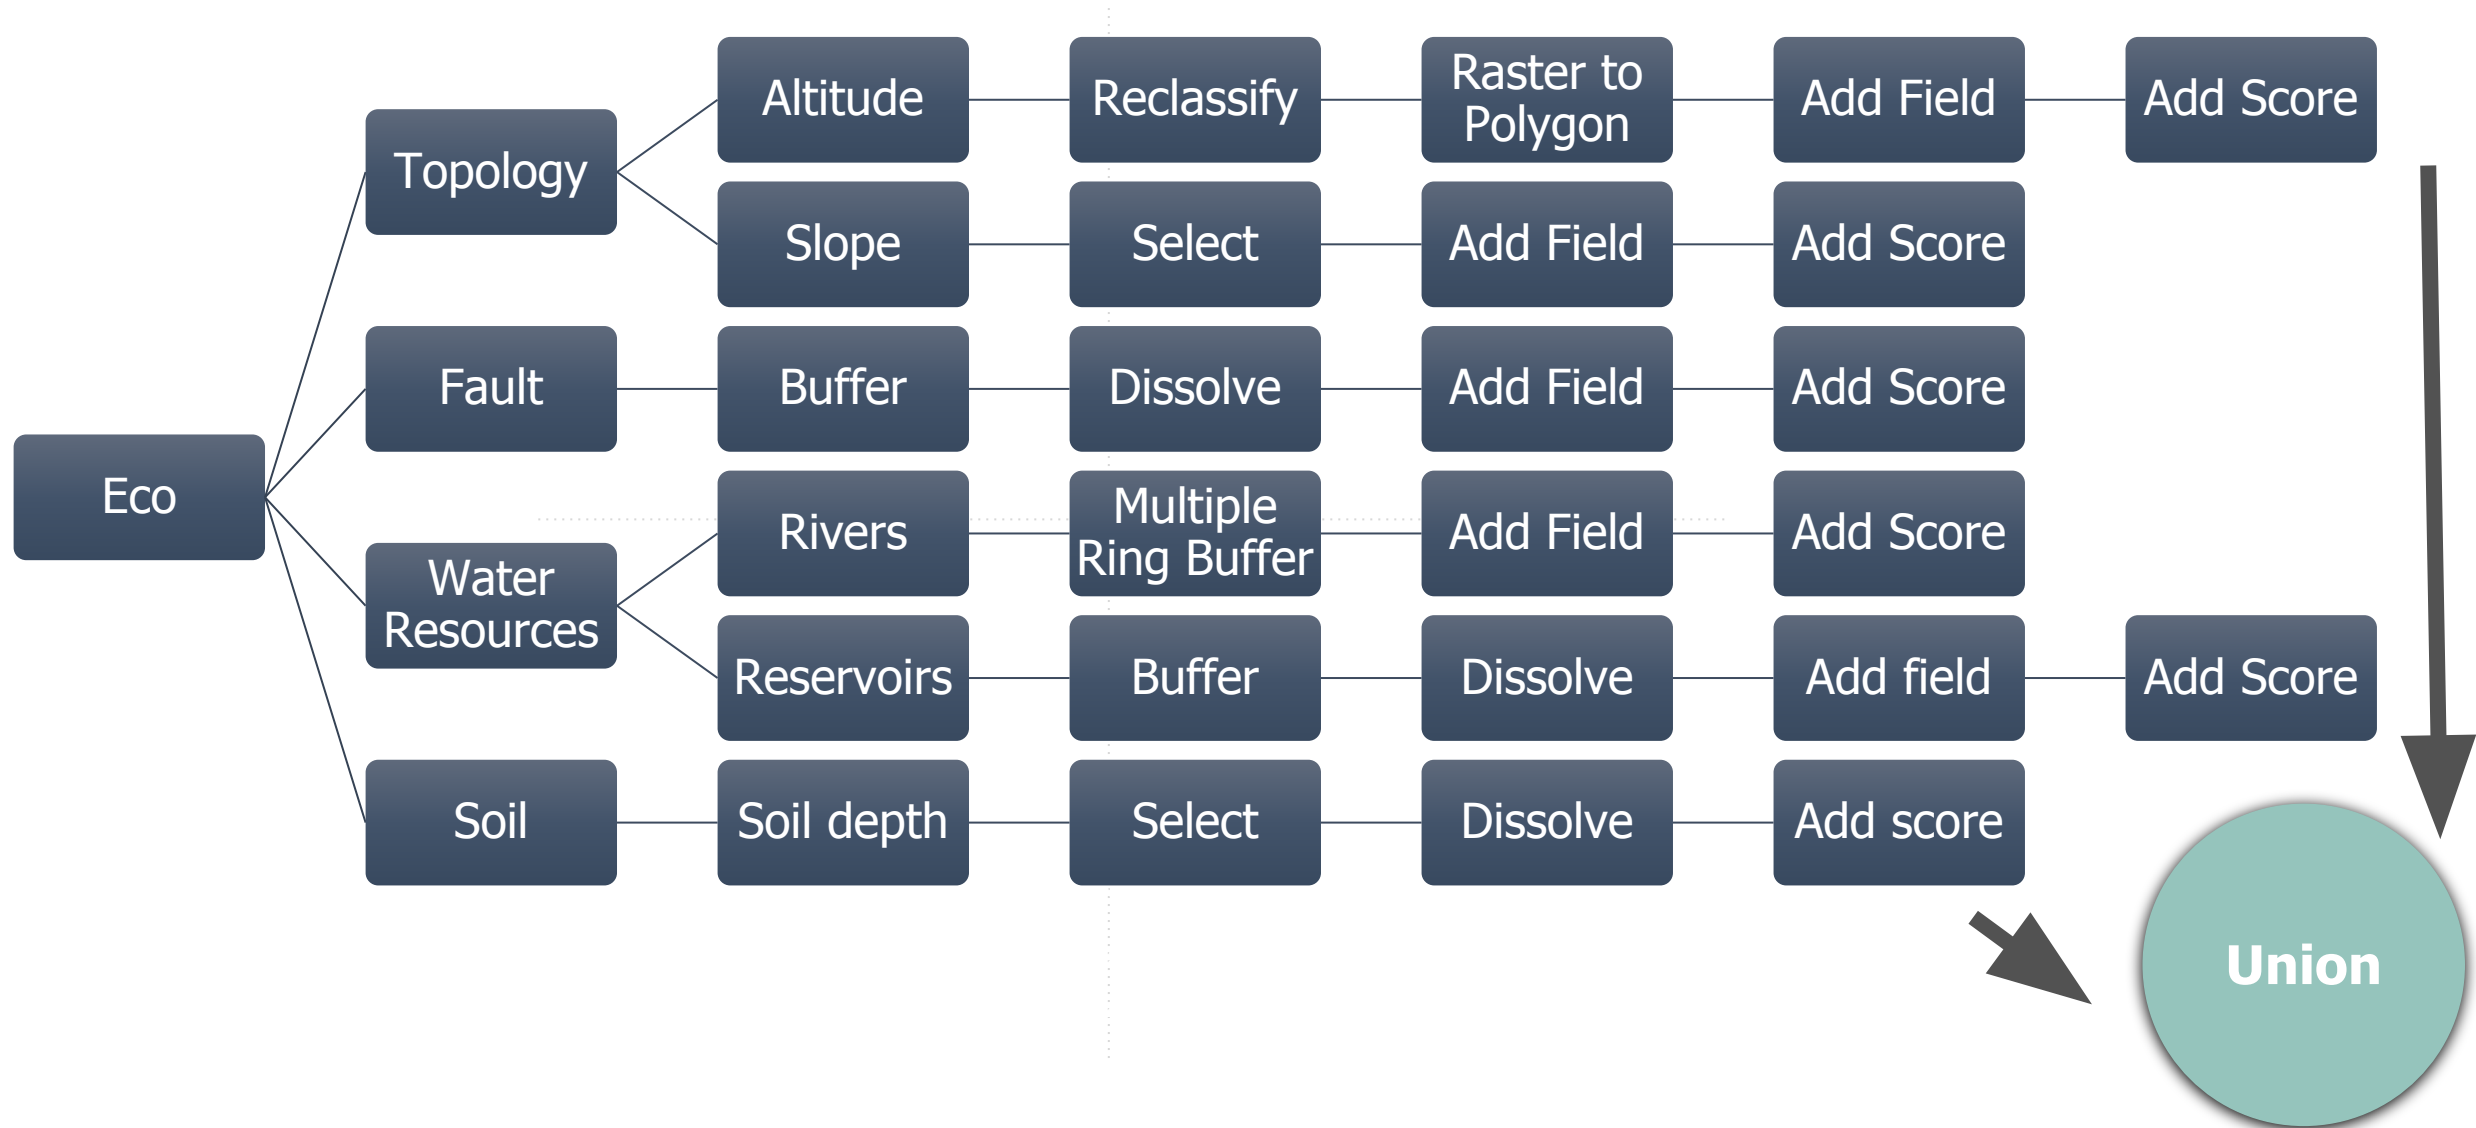 Altitude
Reclassify
Raster to
Polygon
Add Field
Add Score
Topology
Slope
Select
Add Field
Add Score
Fault
Buffer
Dissolve
Add Field
Add Score
Eco
Rivers
Multiple
Ring Buffer
Add Field
Add Score
Water
Resources
Reservoirs
Buffer
Dissolve
Add field
Add Score
Soil
Soil depth
Select
Dissolve
Add score
Union